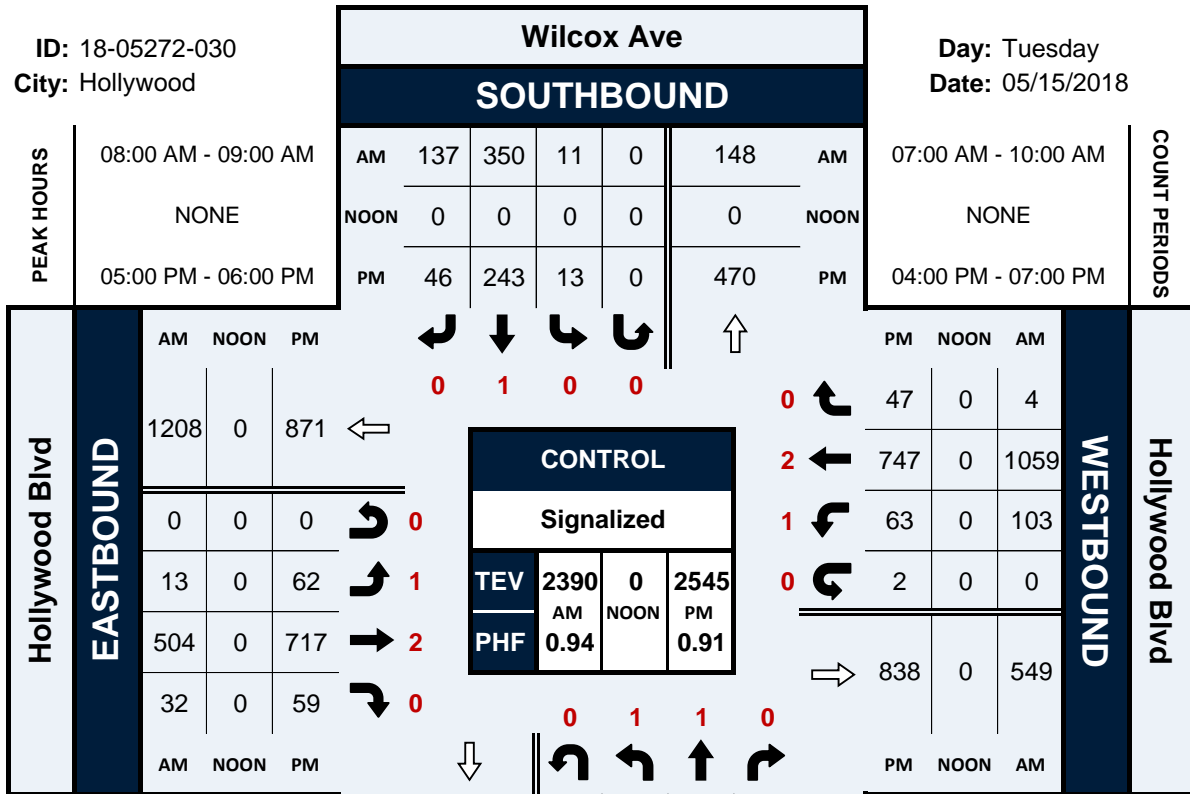 ID: 18-05272-030
City: Hollywood
Wilcox Ave
SOUTHBOUND
Day: Tuesday
Date: 05/15/2018
PEAK HOURS
08:00 AM - 09:00 AM
NONE
05:00 PM - 06:00 PM
AM 137 350 11 0 148 AM
NOON 0 0 0 0 0 NOON
PM 46 243 13 0 470 PM
07:00 AM - 10:00 AM
NONE
04:00 PM - 07:00 PM
COUNT PERIODS
0 1 0 0
Hollywood Blvd
EASTBOUND
AM NOON PM
1208 0 871
0 0 0 0
13 0 62 1
504 0 717 2
32 0 59 0
AM NOON PM
CONTROL
Signalized
TEV 2390 0 2545
AM NOON PM
PHF 0.94 0.91
PM NOON AM
0 47 0 4
2 747 0 1059
1 63 0 103
0 2 0 0
838 0 549
PM NOON AM
WESTBOUND
Hollywood Blvd
0 1 1 0